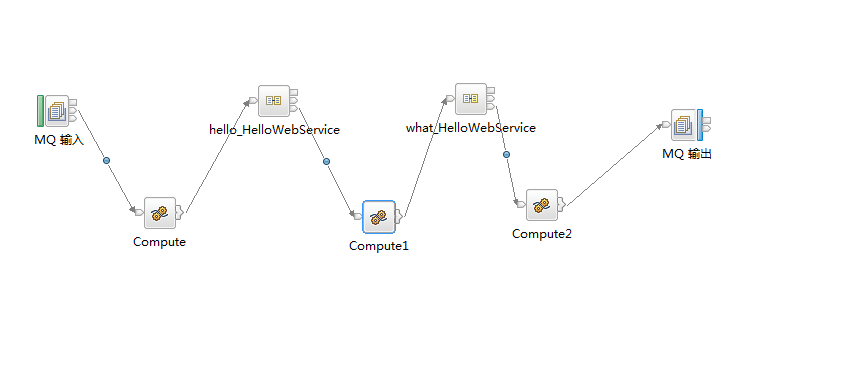 MQ 输入
hello_HelloWebService
what_HelloWebService
MQ 输出
Compute
Compute1
Compute2